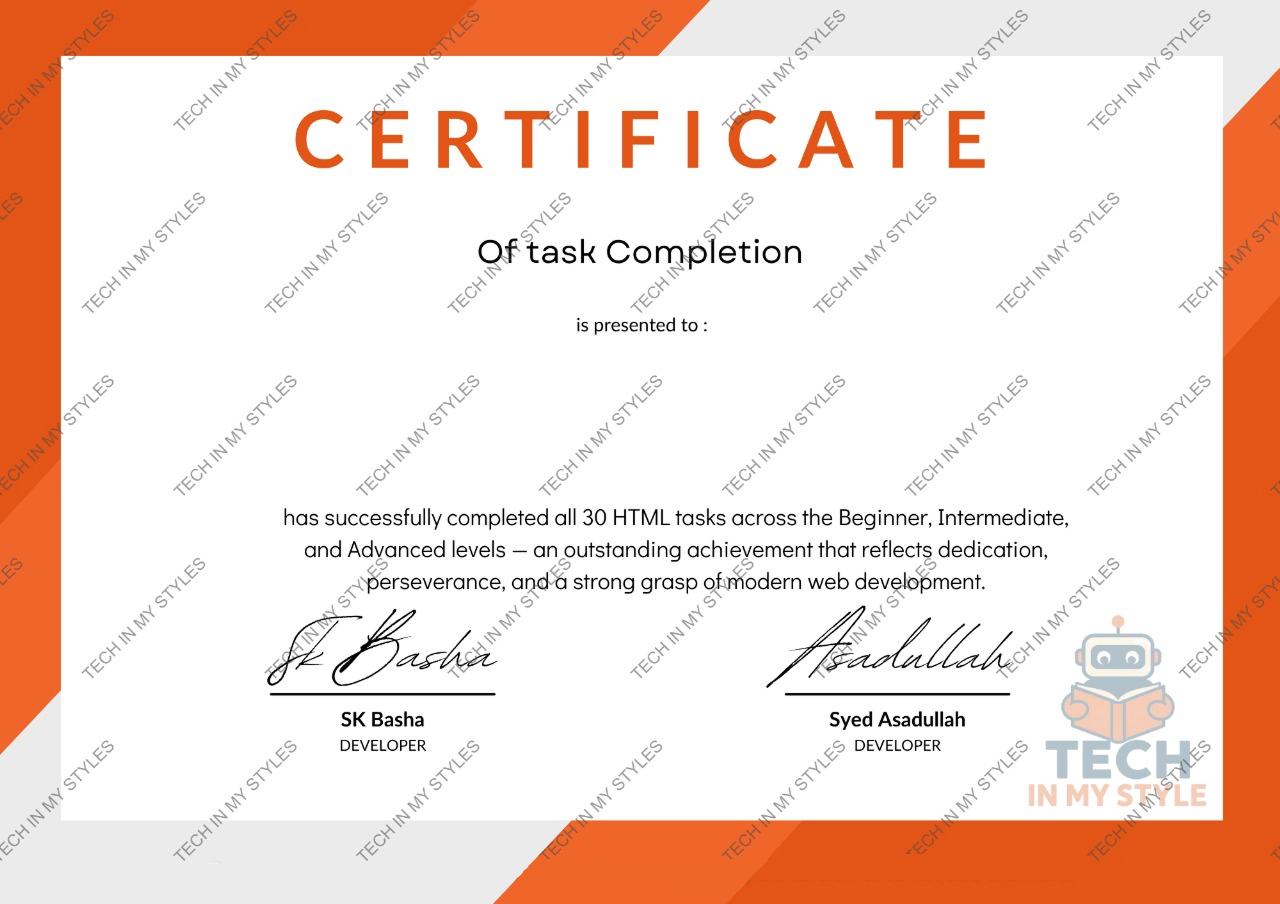 CERTIFICATE
Of task Completion
is presented to :
has successfully completed all 30 HTML tasks across the Beginner, Intermediate,
and Advanced levels — an outstanding achievement that reflects dedication,
perseverance, and a strong grasp of modern web development.
Sk Basha
Asadullah
SK Basha
Syed Asadullah
DEVELOPER
DEVELOPER
TECH
IN MY STYLE
TECH IN MY STYLES